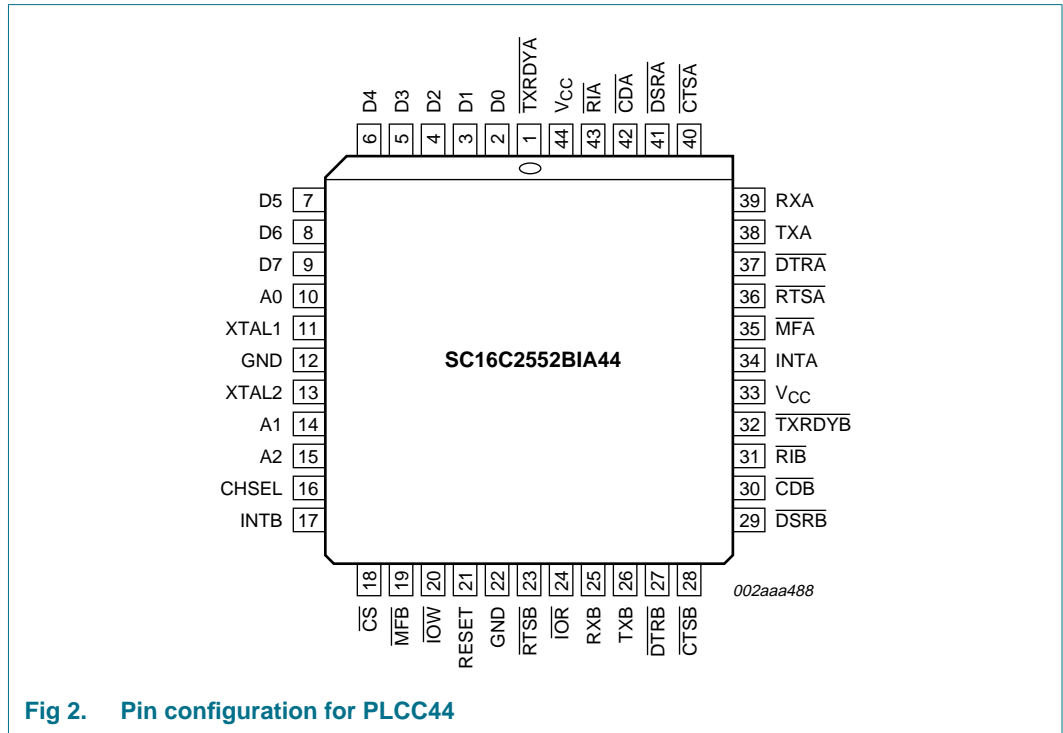 TXRDYA
D4 D3 D2 D1 D0 VCC RIA CDA DSRA CTSA
6 5 4 3 2 1 44 43 42 41 40
D5 7 39 RXA
D6 8 38 TXA
D7 9 37 DTRA
A0 10 36 RTSA
XTAL1 11 35 MFA
GND 12 SC16C2552BIA44 34 INTA
XTAL2 13 33 VCC
A1 14 32 TXRDYB
A2 15 31 RIB
CHSEL 16 30 CDB
INTB 17 29 DSRB
18 19 20 21 22 23 24 25 26 27 28
CS MFB IOW RESET GND RTSB IOR RXB TXB DTRB CTSB
002aaa488
Fig 2. Pin configuration for PLCC44